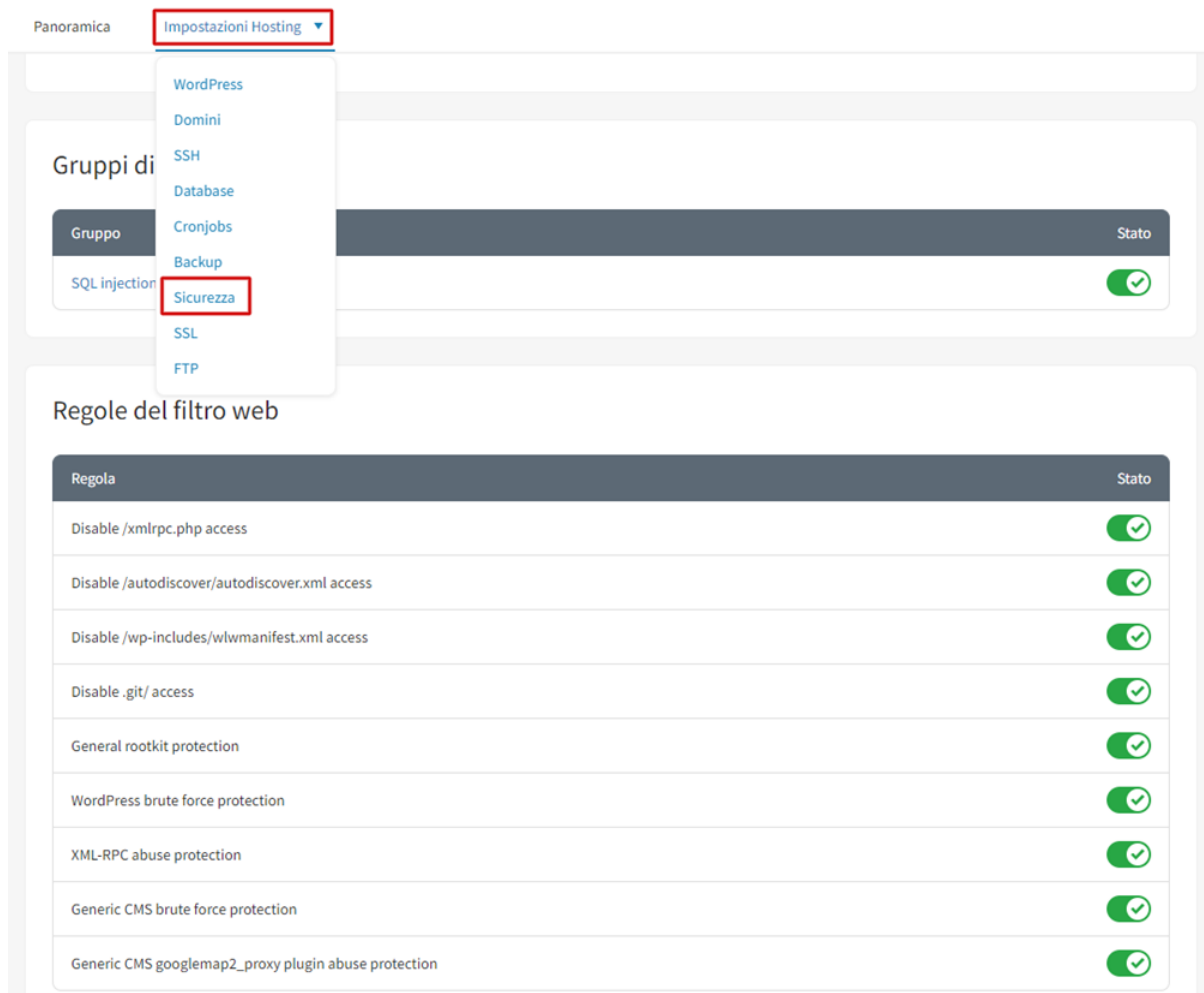 Panoramica
Impostazioni Hosting
WordPress
Domini
SSH
Database
Cronjobs
Backup
Sicurezza
SSL
FTP
Gruppi di
Gruppo Stato
SQL injection
Regole del filtro web
Regola Stato
Disable /xmlrpc.php access
Disable /autodiscover/autodiscover.xml access
Disable /wp-includes/wlwmanifest.xml access
Disable .git/ access
General rootkit protection
WordPress brute force protection
XML-RPC abuse protection
Generic CMS brute force protection
Generic CMS googlemap2_proxy plugin abuse protection